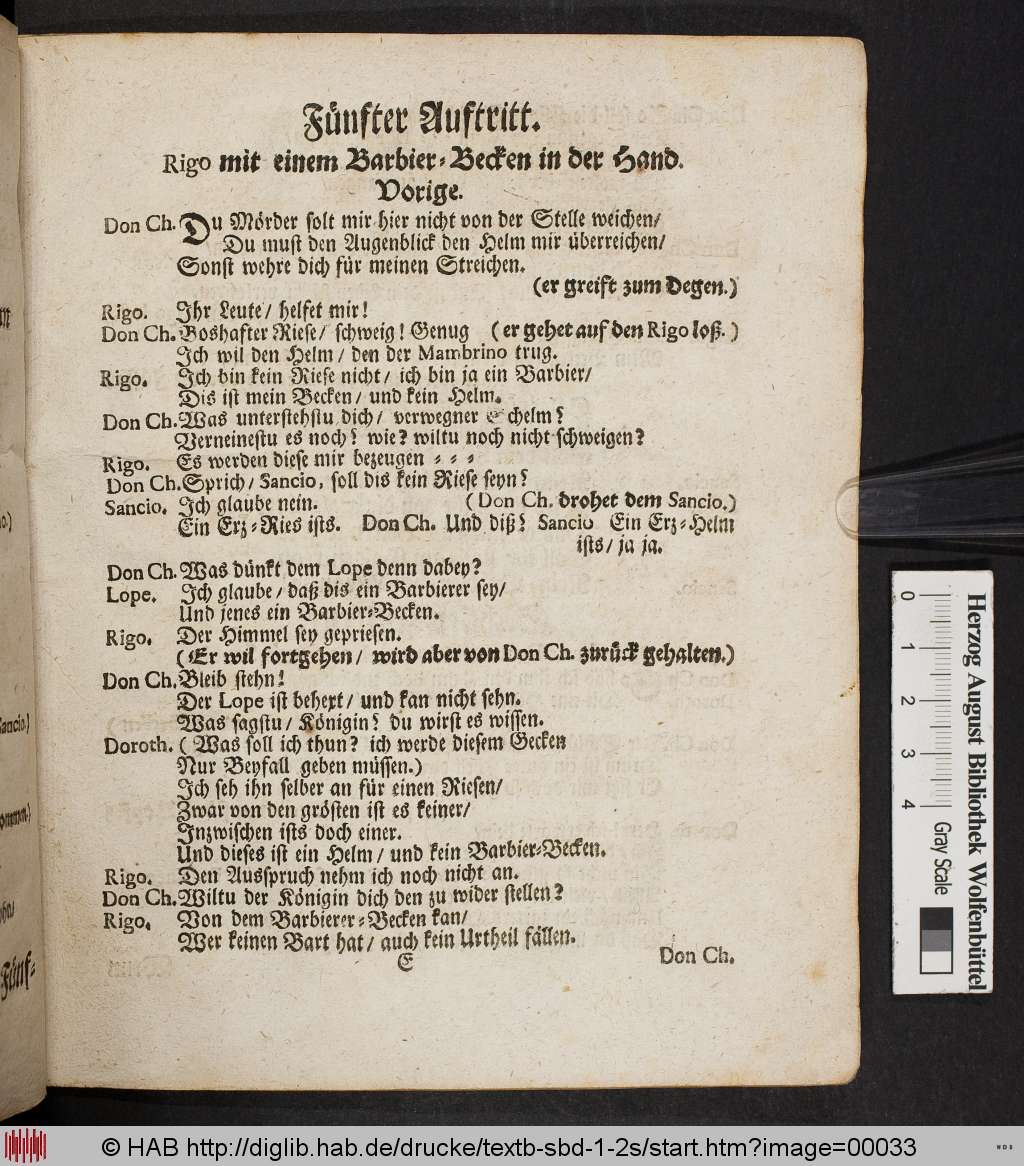 Fünfter Auftritt.
Rigo mit einem Barbier-Becken in der Hand.
Vorige.
Don Ch. Du Mörder solt mir hier nicht von der Stelle weichen/
Du must den Augenblick den Helm mir überreichen/
Sonst wehre dich für meinen Streichen.
(er greift zum Degen.)
Rigo. Ihr Leute/ helfet mir!
Don Ch. Boshafter Riese/ schweig! Genug (er gehet auf den Rigo loß.)
Ich wil den Helm/ den der Mambrino trug.
Rigo. Ich bin kein Riese nicht/ ich bin ja ein Barbier/
Dis ist mein Becken/ und kein Helm.
Don Ch. Was unterstehstu dich/ verwegner Schelm?
Verneinestu es noch? wie? wiltu noch nicht schweigen?
Rigo. Es werden diese mir bezeugen - - -
Don Ch. Sprich/ Sancio, soll dis kein Riese seyn?
Sancio. Ich glaube nein. (Don Ch. drohet dem Sancio.)
Ein Erz-Ries ists. Don Ch. Und diß? Sancio Ein Erz-Helm
ists/ ja ja.
Don Ch. Was dünkt dem Lope denn dabey?
Lope. Ich glaube/ daß dis ein Barbierer sey/
Und jenes ein Barbier-Becken.
Rigo. Der Himmel sey gepriesen.
(Er wil fortgehen/ wird aber von Don Ch. zurück gehalten.)
Don Ch. Bleib stehn!
Der Lope ist behext/ und kan nicht sehn.
Was sagstu/ Königin? du wirst es wissen.
Doroth. (Was soll ich thun? ich werde diesem Gecken
Nur Beyfall geben müssen.)
Ich seh ihn selber an für einen Riesen/
Zwar von den grösten ist es keiner/
Inzwischen ists doch einer.
Und dieses ist ein Helm/ und kein Barbier-Becken.
Rigo. Den Ausspruch nehm ich noch nicht an.
Don Ch. Wiltu der Königin dich den zu wider stellen?
Rigo. Von dem Barbierer-Becken kan/
Wer keinen Bart hat/ auch kein Urtheil fällen.
E Don Ch.
Sancio.)
Fünf-
0 1 2 3 4
Gray Scale
Herzog August Bibliothek Wolfenbüttel
© HAB http://diglib.hab.de/drucke/textb-sbd-1-2s/start.htm?image=00033